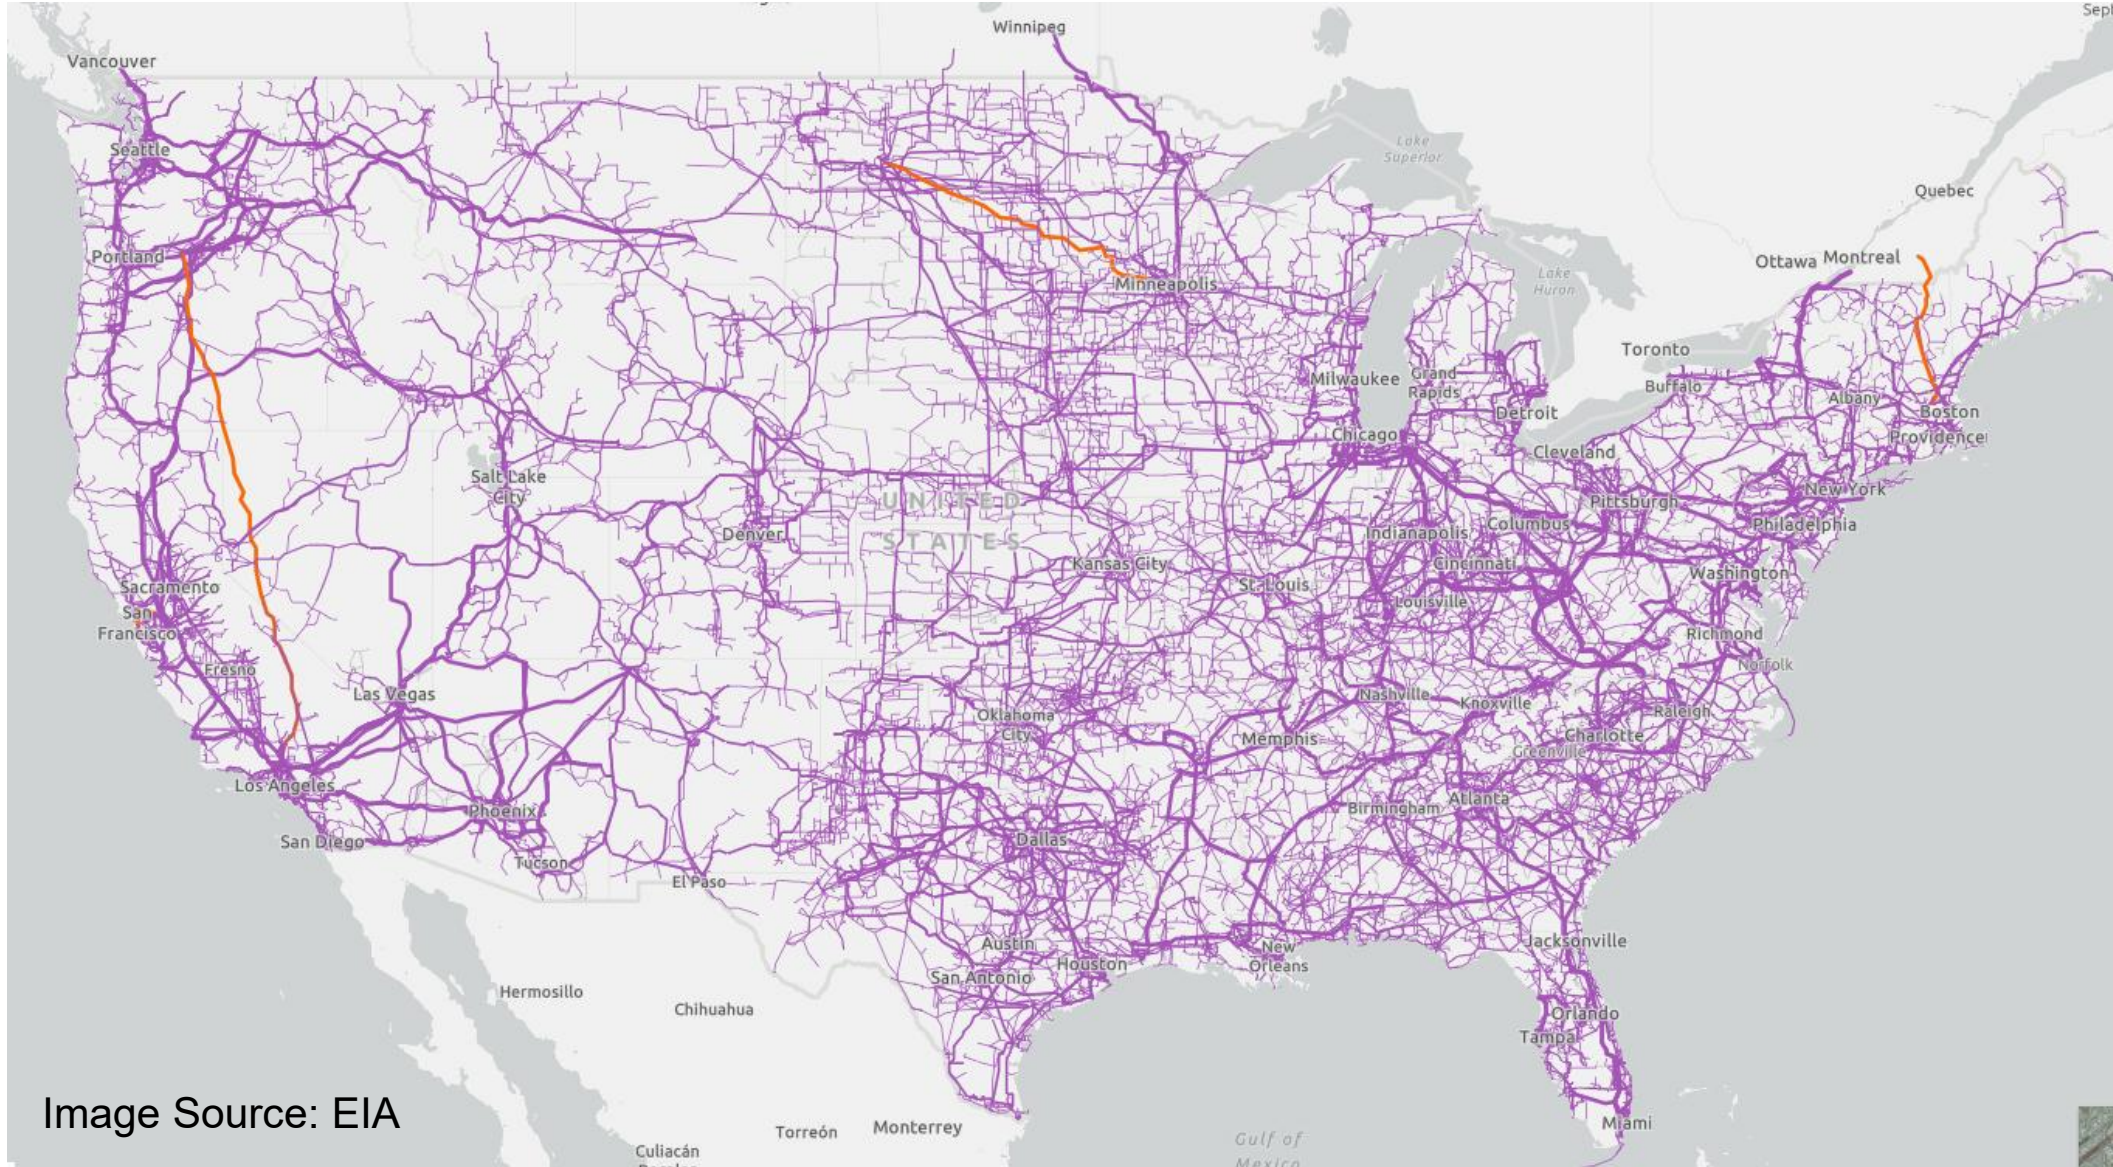 Winnipeg
Vancouver
Seattle
Lake
Superior
Quebec
Portland
Ottawa
Montreal
Lake
Huron
Minneapolis
Toronto
Milwaukee
Grand
Rapids
Buffalo
Albany
Detroit
Boston
Chicago
Providence
Cleveland
Salt Lake
City
UNITED
STATES
Pittsburgh
New York
Denver
Indianapolis
Columbus
Philadelphia
Kansas City
Cincinnati
Washington
Sacramento
St. Louis
Louisville
San
Francisco
Richmond
Norfolk
Fresno
Las Vegas
Nashville
Knoxville
Oklahoma
City
Raleigh
Memphis
Charlotte
Greenville
Los Angeles
Phoenix
Birmingham
Atlanta
San Diego
Dallas
Tucson
El Paso
Austin
Jacksonville
San Antonio
Houston
New
Orleans
Hermosillo
Chihuahua
Orlando
Tampa
Image Source: EIA
Torreón
Monterrey
Miami
Gulf of
Mexico
Culiacán